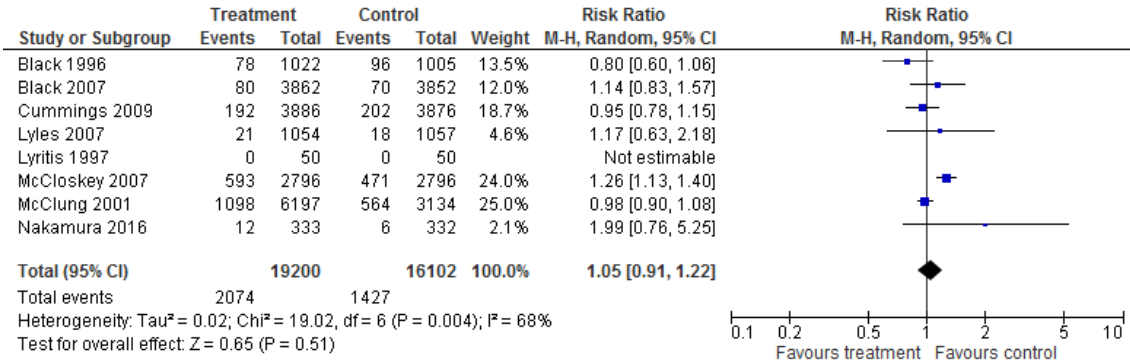 Treatment Control Risk Ratio Risk Ratio
Study or Subgroup Events Total Events Total Weight M-H, Random, 95% CI M-H, Random, 95% CI
Black 1996 78 1022 96 1005 13.5% 0.80 [0.60, 1.06]
Black 2007 80 3862 70 3852 12.0% 1.14 [0.83, 1.57]
Cummings 2009 192 3886 202 3876 18.7% 0.95 [0.78, 1.15]
Lyles 2007 21 1054 18 1057 4.6% 1.17 [0.63, 2.18]
Lyritis 1997 0 50 0 50 Not estimable
McCloskey 2007 593 2796 471 2796 24.0% 1.26 [1.13, 1.40]
McClung 2001 1098 6197 564 3134 25.0% 0.98 [0.90, 1.08]
Nakamura 2016 12 333 6 332 2.1% 1.99 [0.76, 5.25]
Total (95% CI) 19200 16102 100.0% 1.05 [0.91, 1.22]
Total events 2074 1427
Heterogeneity: Tau² = 0.02; Chi² = 19.02, df = 6 (P = 0.004); I² = 68%
Test for overall effect: Z = 0.65 (P = 0.51)
0.1 0.2 0.5 1 2 5 10
Favours treatment Favours control